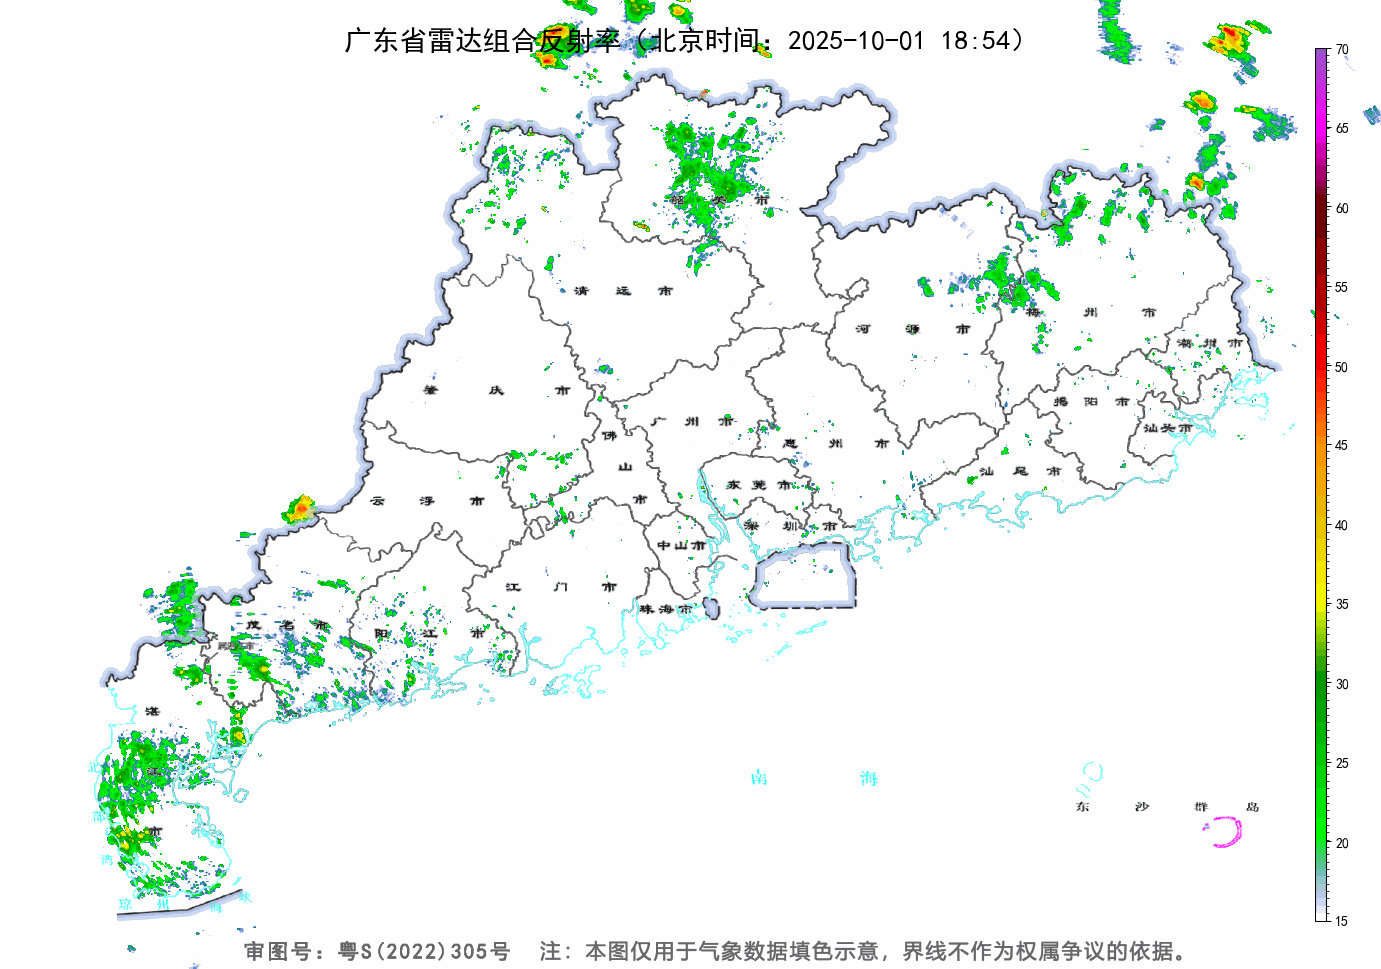 广东省雷达组合反射率（北京时间：2025-10-01 18:54）
70
65
60
55
50
45
40
35
30
25
20
15
韶关市
清远市
河源市
梅州市
潮州市
肇庆市
揭阳市
广州市
汕头市
佛山市
惠州市
汕尾市
东莞市
云浮市
深圳市
中山市
江门市
珠海市
茂名市
阳江市
湛江市
北部湾
南海
东沙群岛
琼州海峡
审图号：粤S(2022)305号 注：本图仅用于气象数据填色示意，界线不作为权属争议的依据。